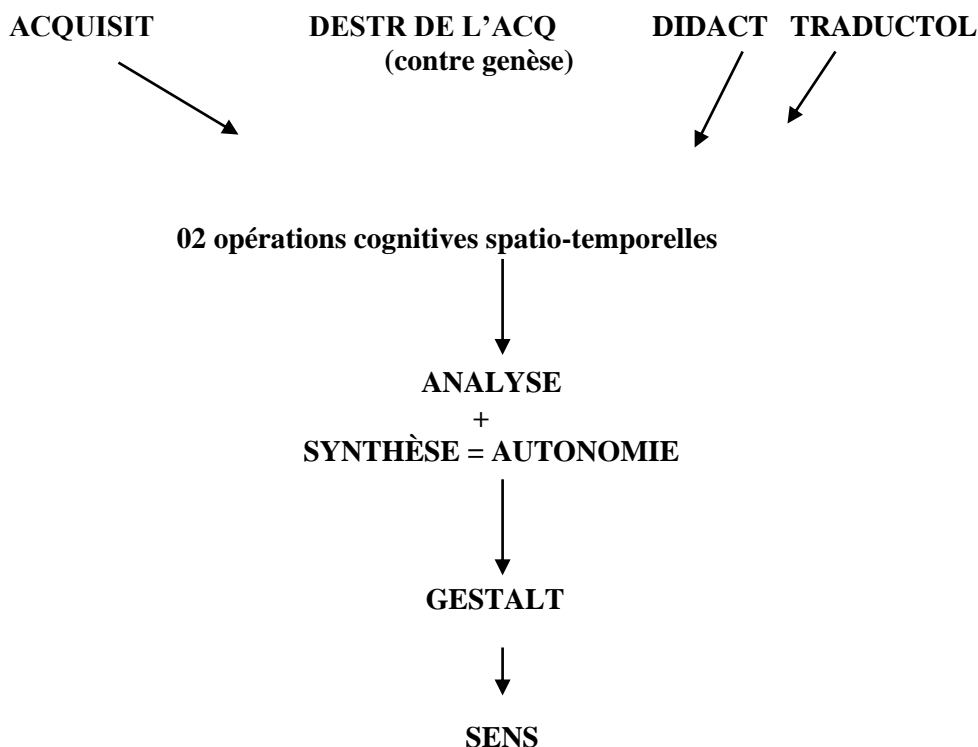 ACQUISIT DESTR DE L’ACQ DIDACT TRADUCTOL
(contre genèse)
02 opérations cognitives spatio-temporelles
ANALYSE
+
SYNTHÈSE = AUTONOMIE
GESTALT
SENS